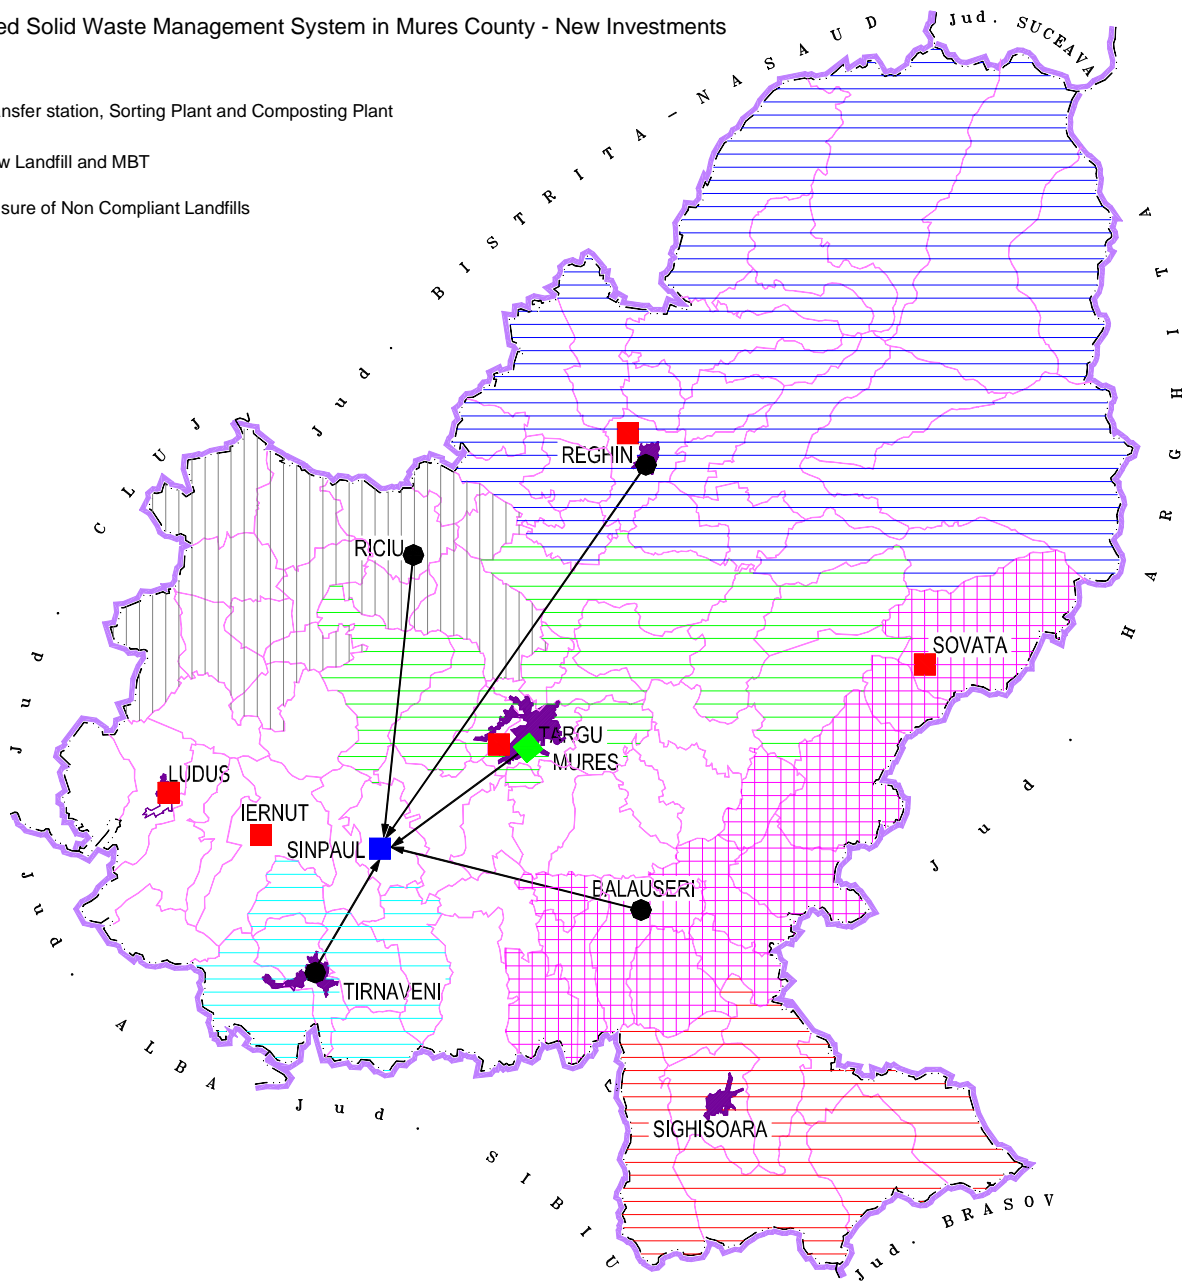 ed Solid Waste Management System in Mures County - New Investments
nsfer station, Sorting Plant and Composting Plant
w Landfill and MBT
sure of Non Compliant Landfills
Jud. SUCEAVA
Jud. BISTRITA-NASAUD
Jud. CLUJ
Jud. HARGHITA
REGHIN
RICIU
SOVATA
TARGU
MURES
LUDUS
IERNUT
SINPAUL
BALAUSERI
TIRNAVENI
SIGHISOARA
Jud. ALBA
Jud. SIBIU
Jud. BRASOV